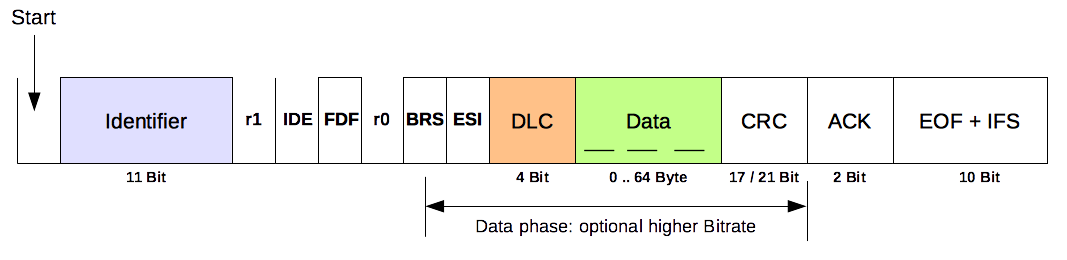 Start
Identifier r1 IDE FDF r0 BRS ESI DLC Data CRC ACK EOF + IFS
11 Bit 4 Bit 0 .. 64 Byte 17 / 21 Bit 2 Bit 10 Bit
Data phase: optional higher Bitrate